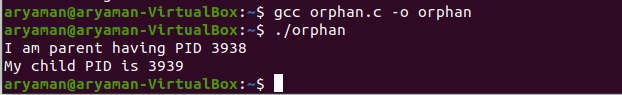 aryaman@aryaman-VirtualBox:~$ gcc orphan.c -o orphan
aryaman@aryaman-VirtualBox:~$ ./orphan
I am parent having PID 3938
My child PID is 3939
aryaman@aryaman-VirtualBox:~$